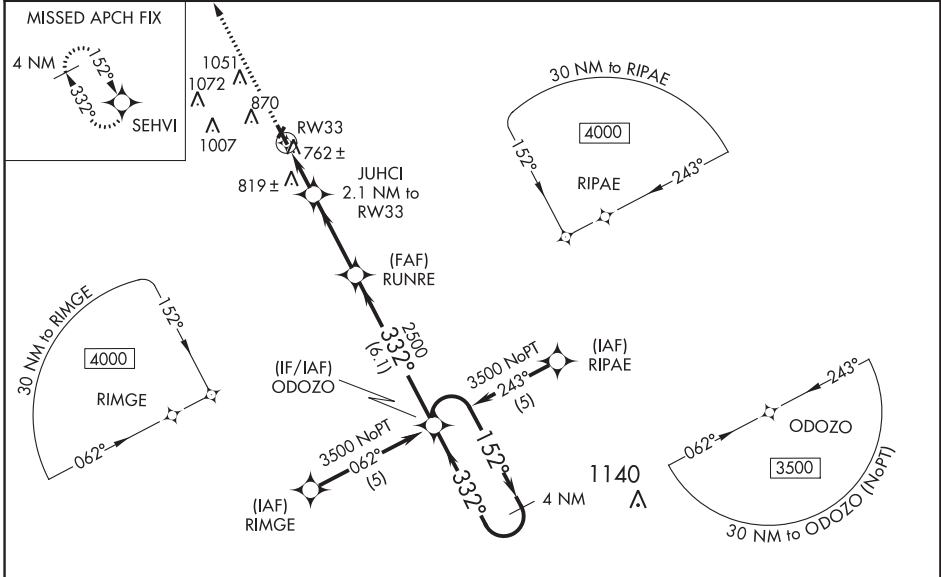 MISSED APCH FIX
4 NM
152°
332°
SEHVI
1051
1072
870
1007
RW33
762 ±
819 ±
JUHCI
2.1 NM to
RW33
(FAF)
RUNRE
30 NM to RIPAE
4000
152°
RIPAE
243°
30 NM to RIMGE
152°
4000
RIMGE
062°
2500
332°
(6.1)
(IF/IAF)
ODOZO
3500 NoPT
243°
(5)
(IAF)
RIPAE
3500 NoPT
062°
(5)
(IAF)
RIMGE
152°
332°
4 NM
1140
243°
062°
ODOZO
3500
30 NM to ODOZO (NoPT)